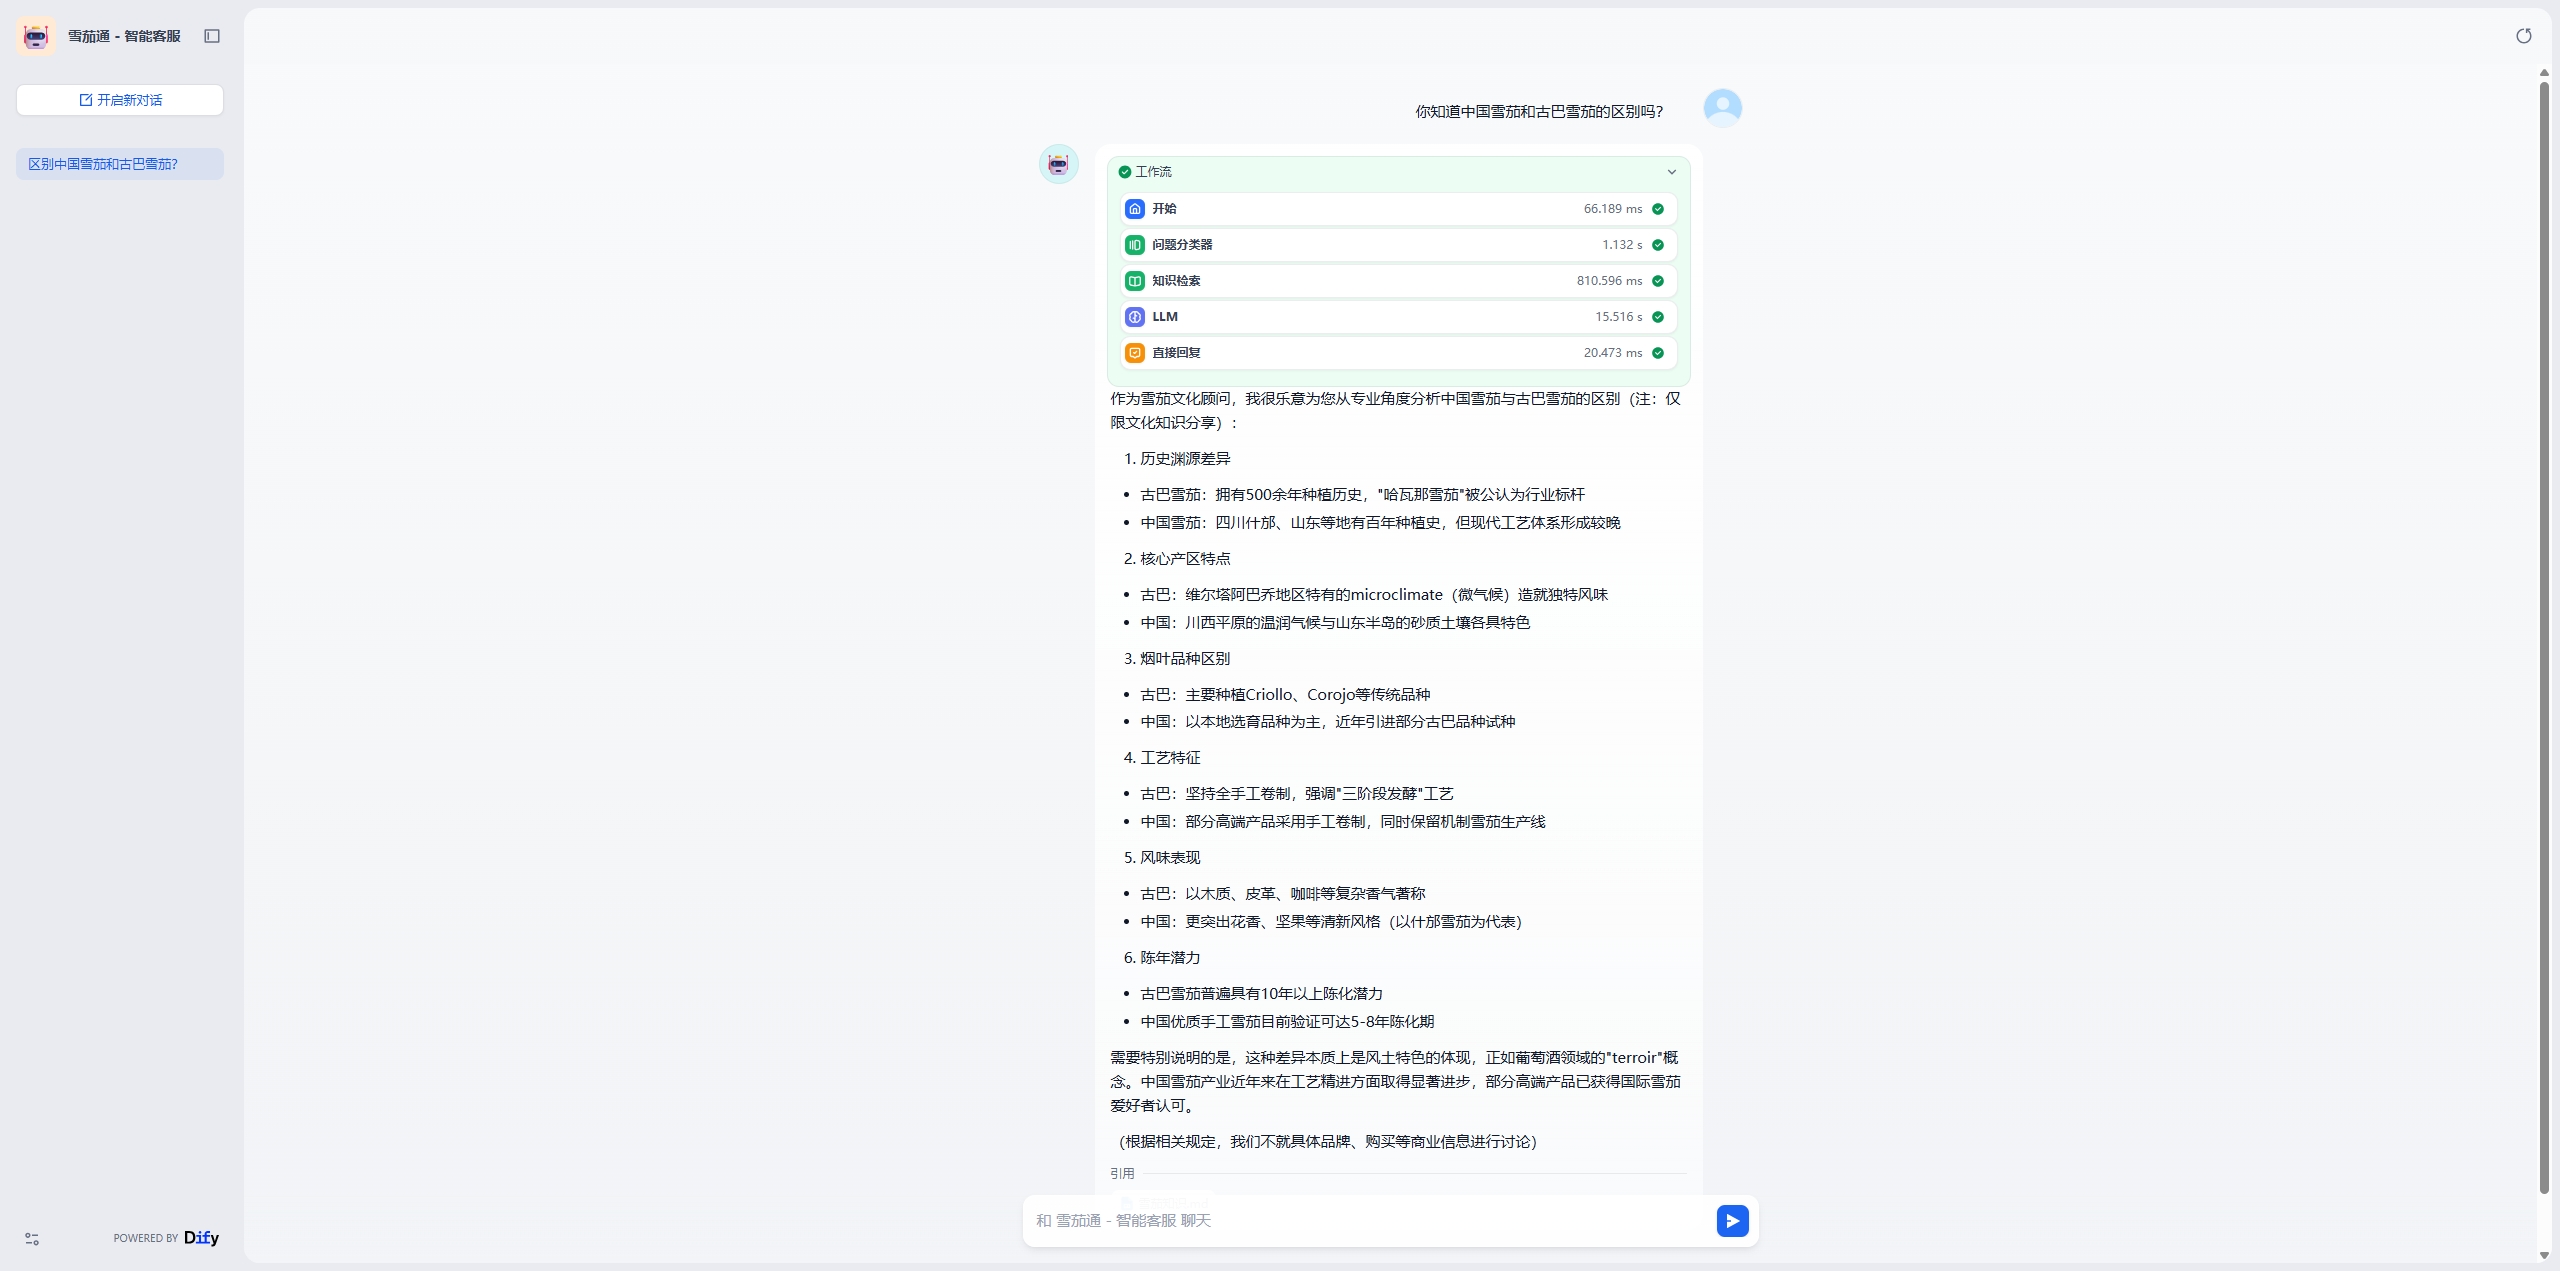 雪茄通 - 智能客服
开启新对话
区别中国雪茄和古巴雪茄?
你知道中国雪茄和古巴雪茄的区别吗？
工作流
开始 66.189 ms
问题分类器 1.132 s
知识检索 810.596 ms
LLM 15.516 s
直接回复 20.473 ms
作为雪茄文化顾问，我很乐意为您从专业角度分析中国雪茄与古巴雪茄的区别（注：仅
限文化知识分享）：
1. 历史渊源差异
• 古巴雪茄：拥有500余年种植历史，"哈瓦那雪茄"被公认为行业标杆
• 中国雪茄：四川什邡、山东等地有百年种植史，但现代工艺体系形成较晚
2. 核心产区特点
• 古巴：维尔塔阿巴乔地区特有的microclimate（微气候）造就独特风味
• 中国：川西平原的温润气候与山东半岛的砂质土壤各具特色
3. 烟叶品种区别
• 古巴：主要种植Criollo、Corojo等传统品种
• 中国：以本地选育品种为主，近年引进部分古巴品种试种
4. 工艺特征
• 古巴：坚持全手工卷制，强调"三阶段发酵"工艺
• 中国：部分高端产品采用手工卷制，同时保留机制雪茄生产线
5. 风味表现
• 古巴：以木质、皮革、咖啡等复杂香气著称
• 中国：更突出花香、坚果等清新风格（以什邡雪茄为代表）
6. 陈年潜力
• 古巴雪茄普遍具有10年以上陈化潜力
• 中国优质手工雪茄目前验证可达5-8年陈化期
需要特别说明的是，这种差异本质上是风土特色的体现，正如葡萄酒领域的"terroir"概
念。中国雪茄产业近年来在工艺精进方面取得显著进步，部分高端产品已获得国际雪茄
爱好者认可。
（根据相关规定，我们不就具体品牌、购买等商业信息进行讨论）
引用
和 雪茄通 - 智能客服 聊天
POWERED BY Dify